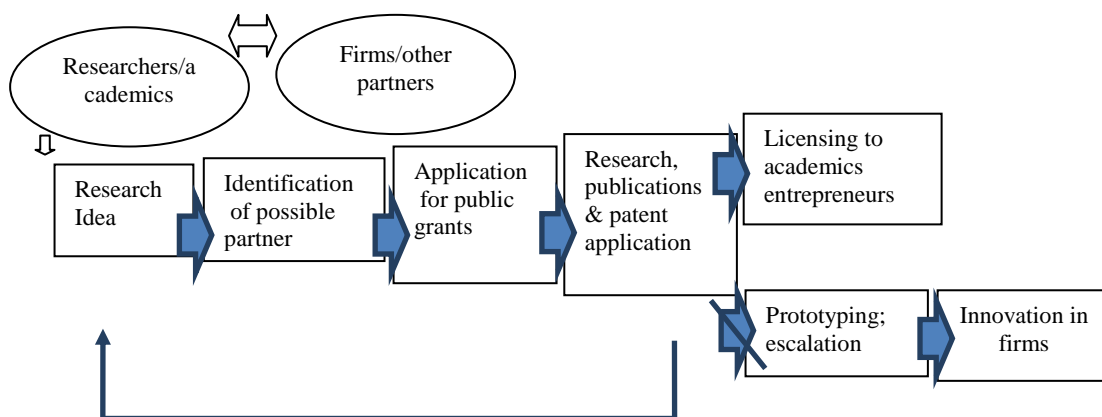 Researchers/a
cademics
Firms/other
partners
Research
Idea
Identification
of possible
partner
Application
for public
grants
Research,
publications
& patent
application
Licensing to
academics
entrepreneurs
Prototyping;
escalation
Innovation in
firms